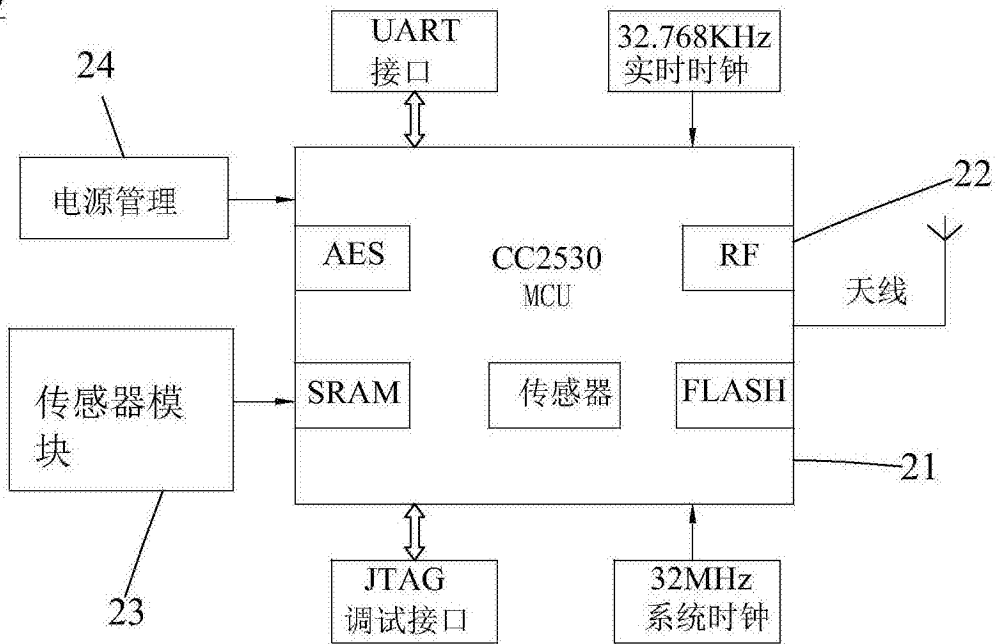 UART
接口
32.768KHz
实时时钟
24
电源管理
22
AES
CC2530
MCU
RF
天线
传感器模
块
SRAM
传感器
FLASH
21
23
JTAG
调试接口
32MHz
系统时钟